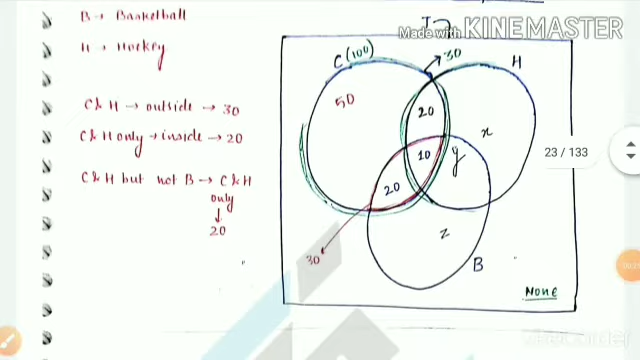 B → Basketball
Made with KINEMASTER
H → Hockey
C (100)
30
H
50
20
x
C & H → outside → 30
C & H only → inside → 20
10
y
23 / 133
C & H but not B → C & H
only
20
20
z
30
B
None